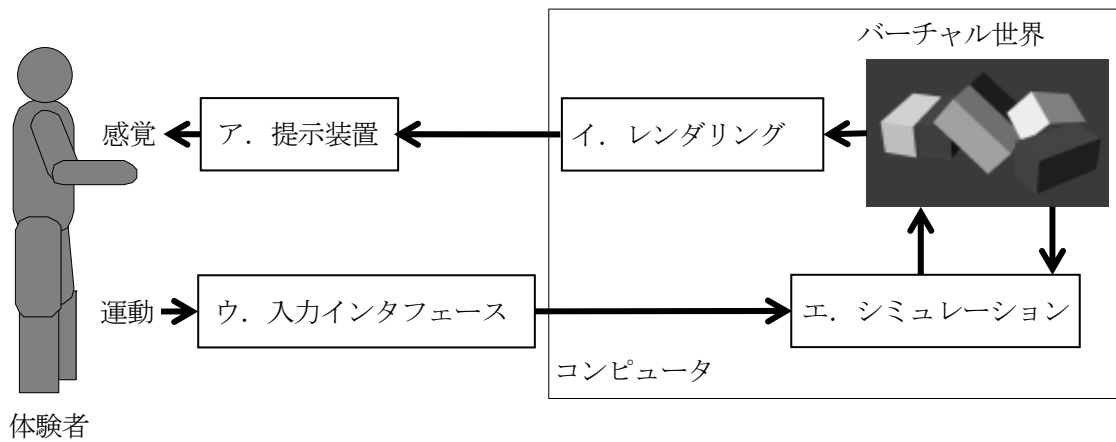 バーチャル世界
感覚
ア．提示装置
イ．レンダリング
運動
ウ．入力インタフェース
エ．シミュレーション
コンピュータ
体験者